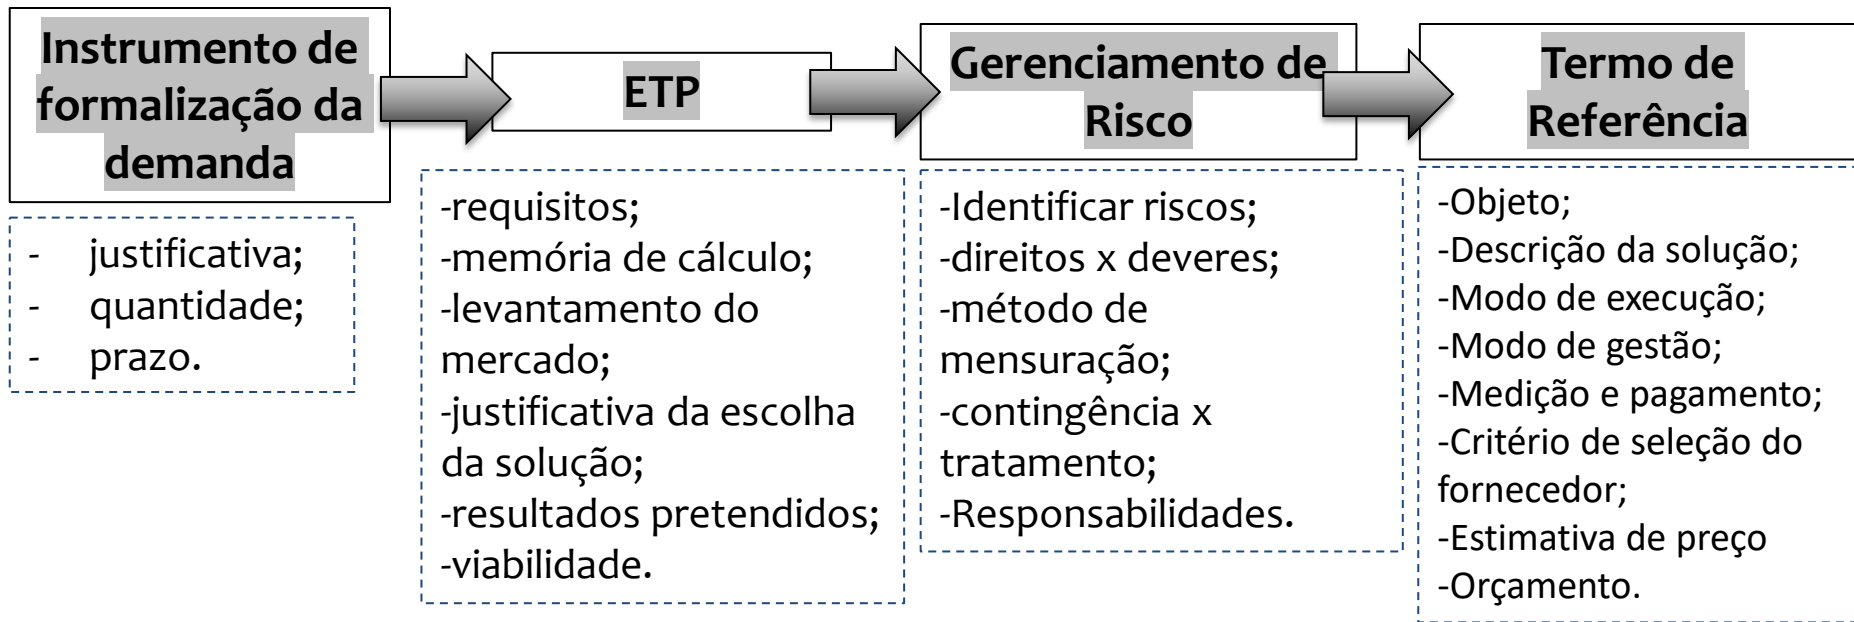 Instrumento de
formalização da
demanda
-   justificativa;
-   quantidade;
-   prazo.
ETP
-requisitos;
-memória de cálculo;
-levantamento do
mercado;
-justificativa da escolha
da solução;
-resultados pretendidos;
-viabilidade.
Gerenciamento de
Risco
-Identificar riscos;
-direitos x deveres;
-método de
mensuração;
-contingência x
tratamento;
-Responsabilidades.
Termo de
Referência
-Objeto;
-Descrição da solução;
-Modo de execução;
-Modo de gestão;
-Medição e pagamento;
-Critério de seleção do
fornecedor;
-Estimativa de preço
-Orçamento.